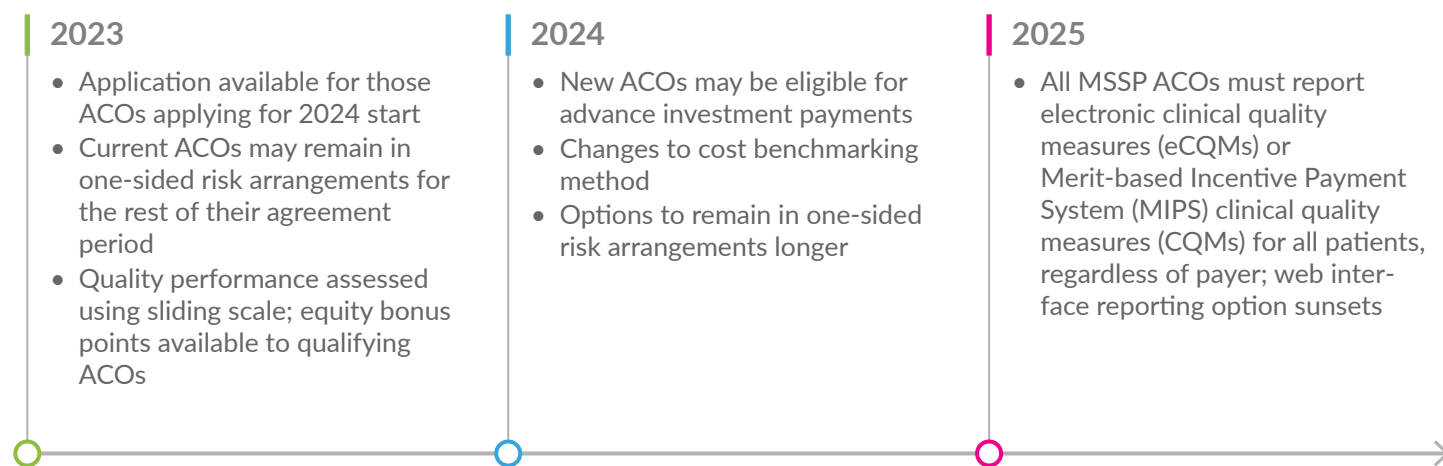 2023
• Application available for those
ACOs applying for 2024 start
• Current ACOs may remain in
one-sided risk arrangements for
the rest of their agreement
period
• Quality performance assessed
using sliding scale; equity bonus
points available to qualifying
ACOs
2024
• New ACOs may be eligible for
advance investment payments
• Changes to cost benchmarking
method
• Options to remain in one-sided
risk arrangements longer
2025
• All MSSP ACOs must report
electronic clinical quality
measures (eCQMs) or
Merit-based Incentive Payment
System (MIPS) clinical quality
measures (CQMs) for all patients,
regardless of payer; web inter-
face reporting option sunsets